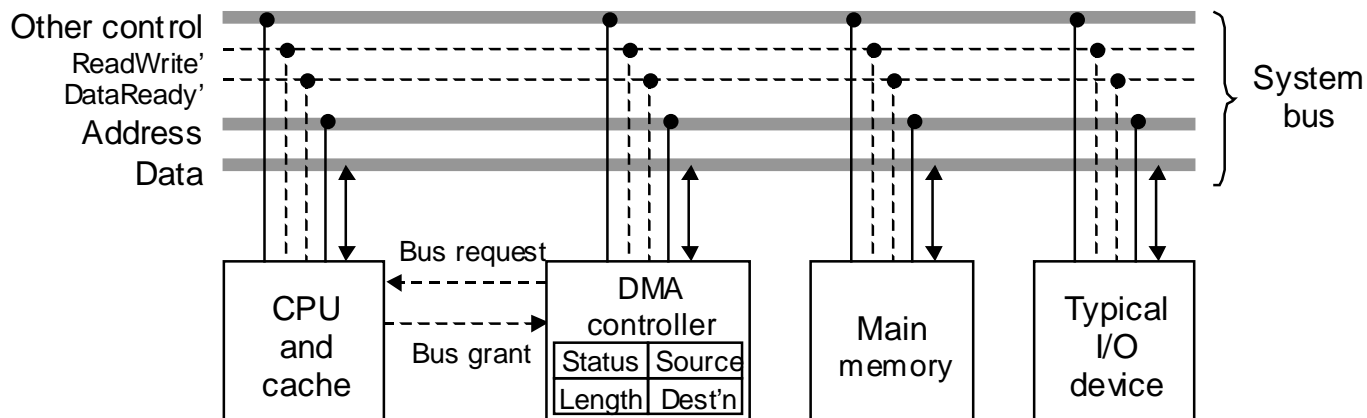 Other control
ReadWrite’
DataReady’
Address
Data
System
bus
Bus request
Bus grant
CPU
and
cache
DMA
controller
Status Source
Length Dest’n
Main
memory
Typical
I/O
device